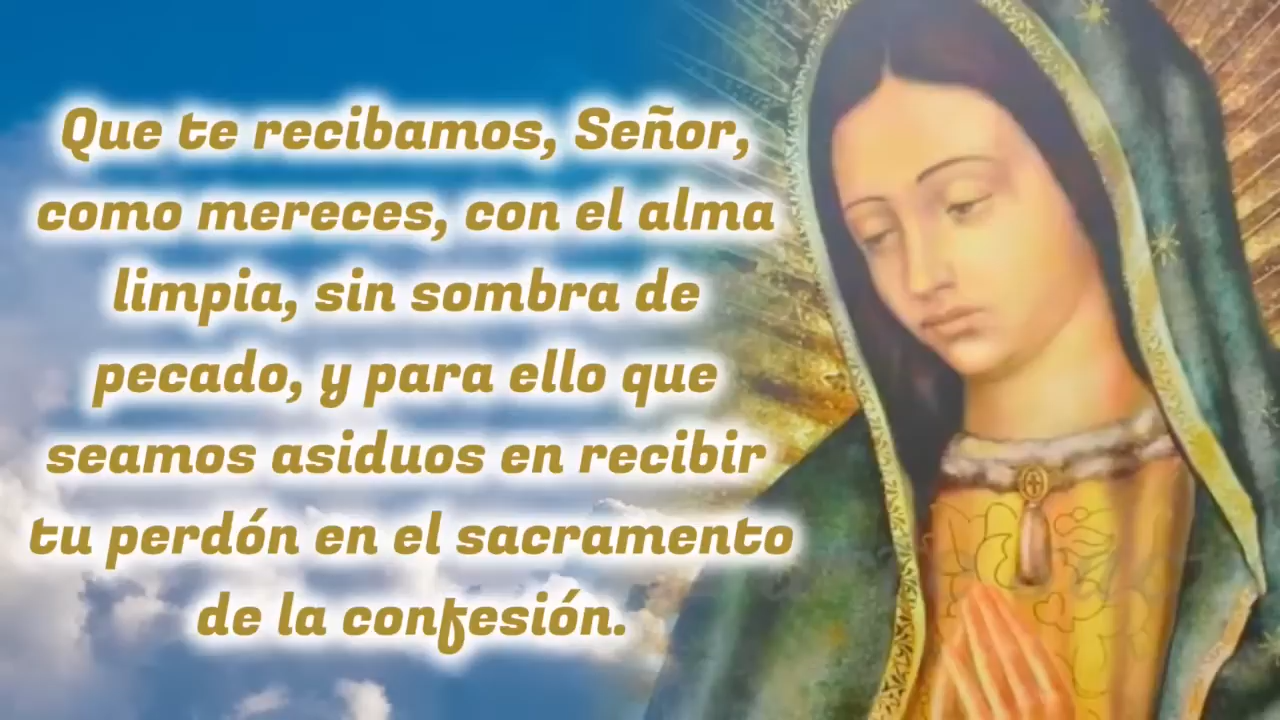 Que te recibamos, Señor,
como mereces, con el alma
limpia, sin sombra de
pecado, y para ello que
seamos asiduos en recibir
tu perdón en el sacramento
de la confesión.